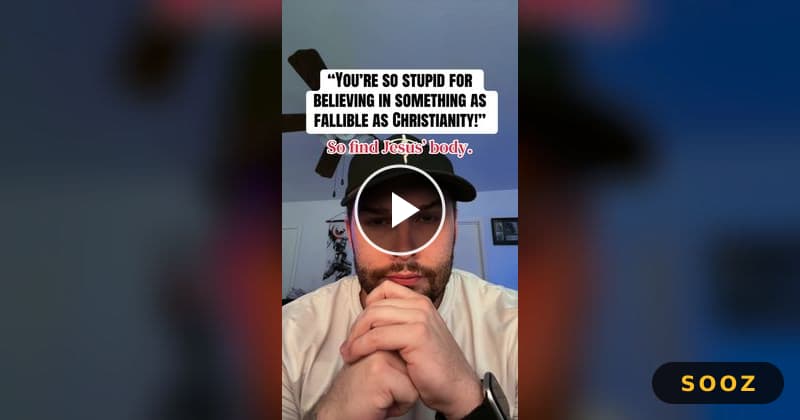 “You’re so stupid for
believing in something as
fallible as Christianity!”
So find Jesus’ body.
SOOZ